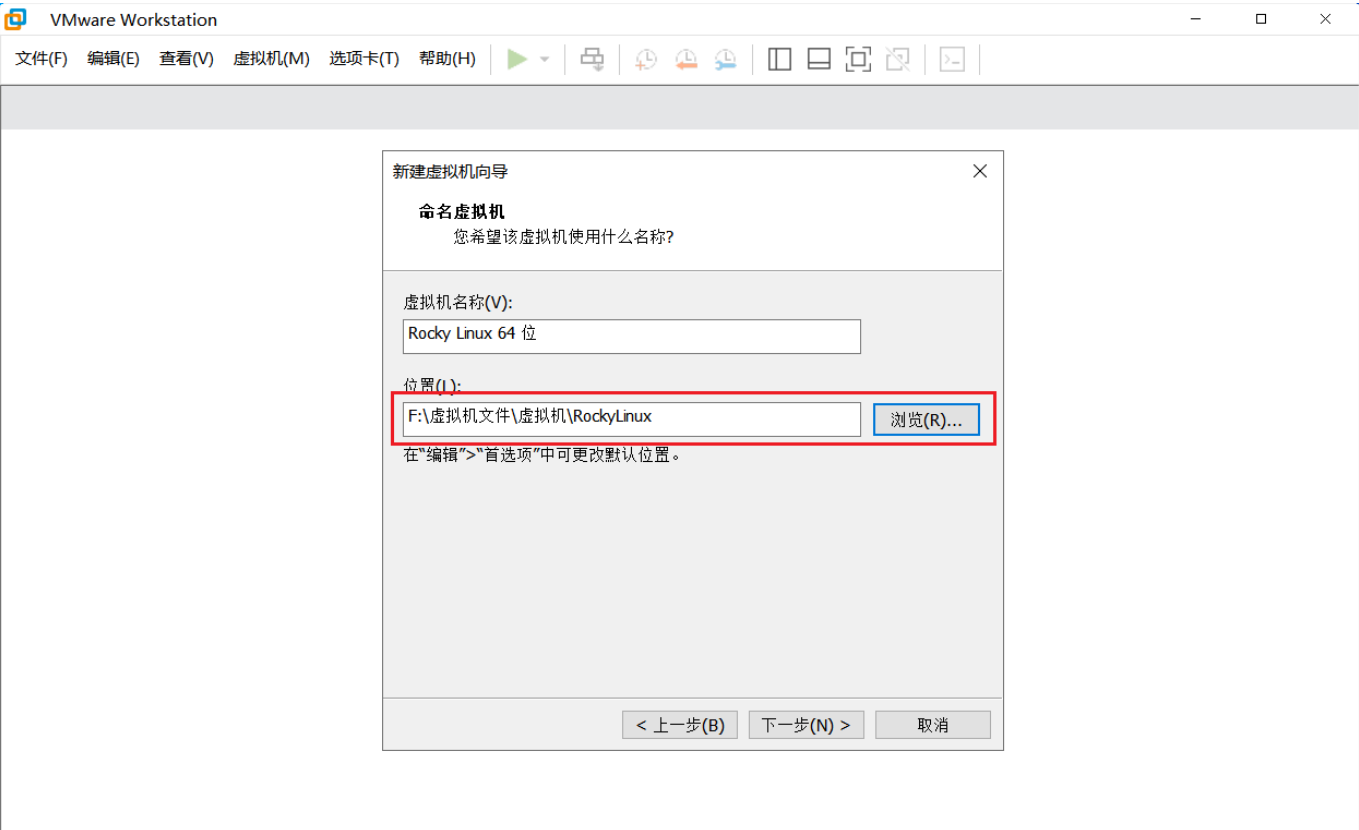 VMware Workstation
文件(F) 编辑(E) 查看(V) 虚拟机(M) 选项卡(T) 帮助(H)
新建虚拟机向导
命名虚拟机
您希望该虚拟机使用什么名称?
虚拟机名称(V):
Rocky Linux 64 位
位置(L):
F:\虚拟机文件\虚拟机\RockyLinux
浏览(R)...
在“编辑”>“首选项”中可更改默认位置。
< 上一步(B) 下一步(N) > 取消